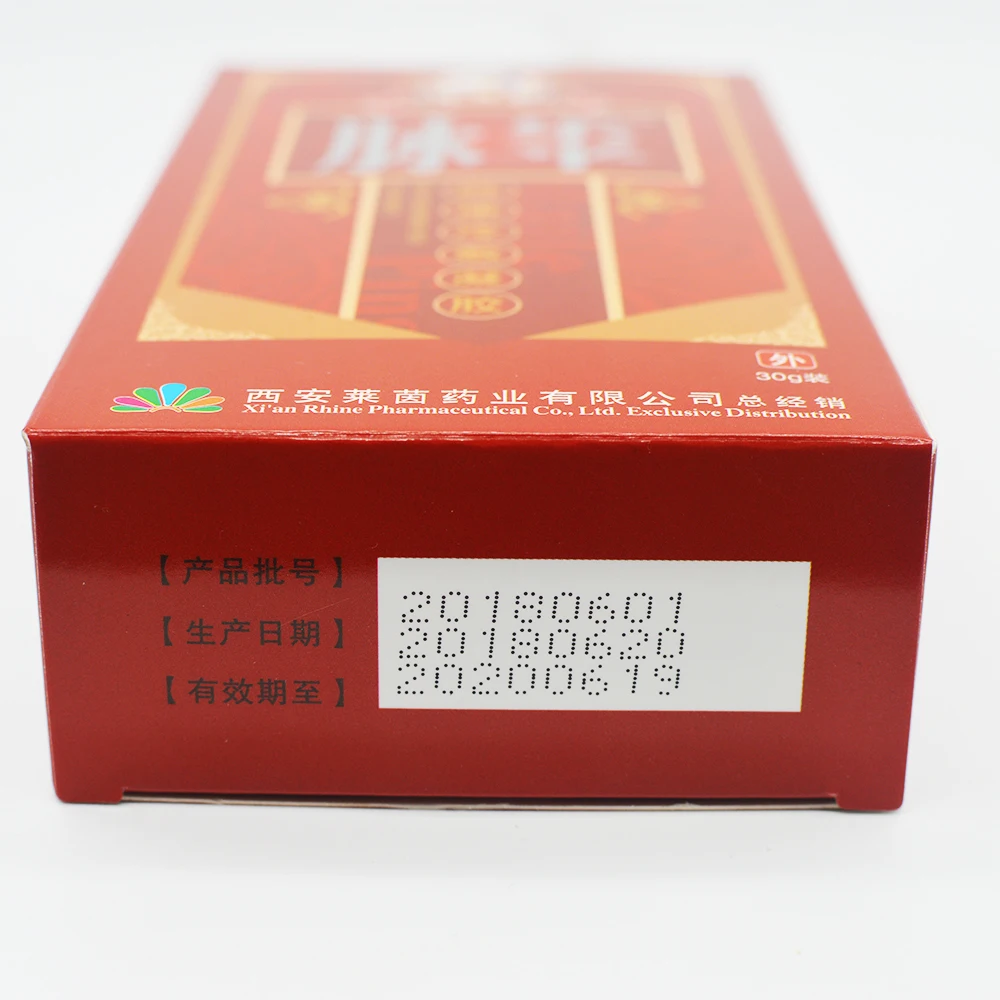 胶
外
30g装
西安莱茵药业有限公司总经销
Xi'an Rhine Pharmaceutical Co., Ltd. Exclusive Distribution
【产品批号】 20180601
【生产日期】 20180620
【有效期至】 20200619